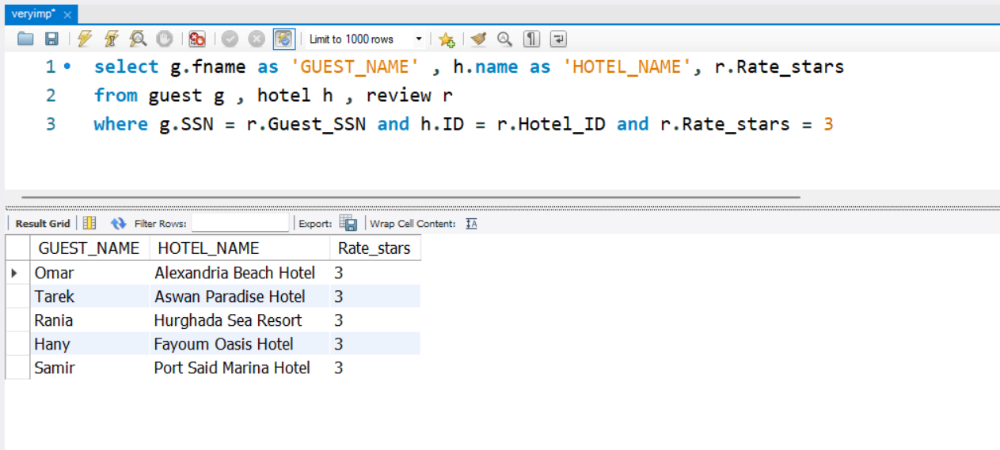 veryimp*
Limit to 1000 rows
1 select g.fname as 'GUEST_NAME' , h.name as 'HOTEL_NAME', r.Rate_stars
2 from guest g , hotel h , review r
3 where g.SSN = r.Guest_SSN and h.ID = r.Hotel_ID and r.Rate_stars = 3
Result Grid Filter Rows: Export: Wrap Cell Content:
GUEST_NAME HOTEL_NAME Rate_stars
Omar Alexandria Beach Hotel 3
Tarek Aswan Paradise Hotel 3
Rania Hurghada Sea Resort 3
Hany Fayoum Oasis Hotel 3
Samir Port Said Marina Hotel 3